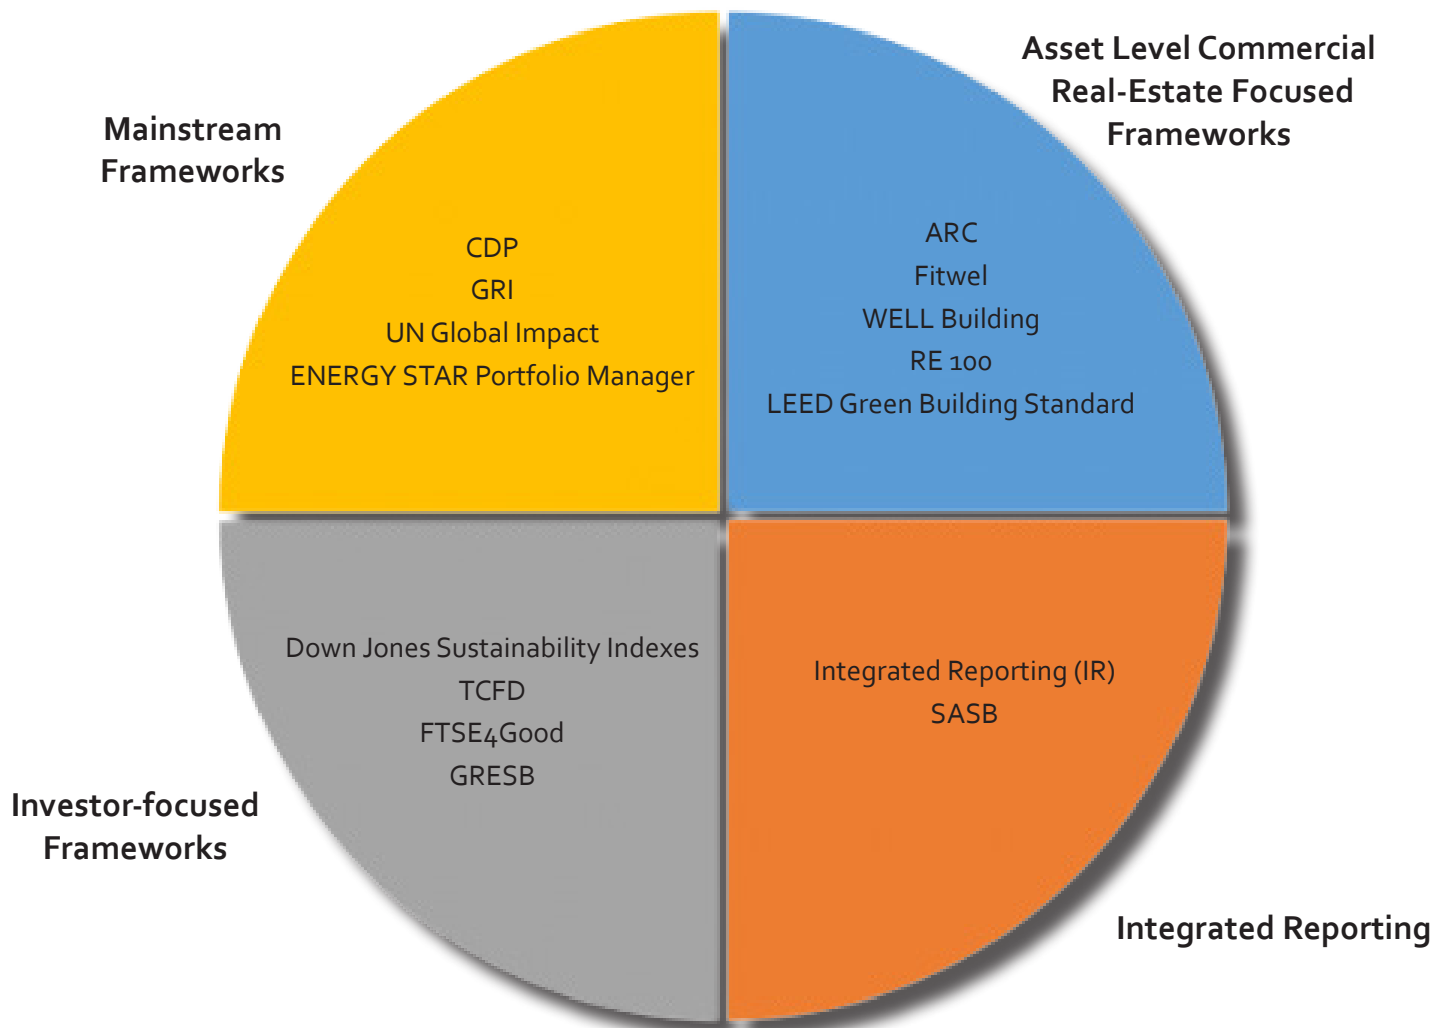 Mainstream
Frameworks
CDP
GRI
UN Global Impact
ENERGY STAR Portfolio Manager
Asset Level Commercial
Real-Estate Focused
Frameworks
ARC
Fitwel
WELL Building
RE 100
LEED Green Building Standard
Down Jones Sustainability Indexes
TCFD
FTSE4Good
GRESB
Investor-focused
Frameworks
Integrated Reporting (IR)
SASB
Integrated Reporting